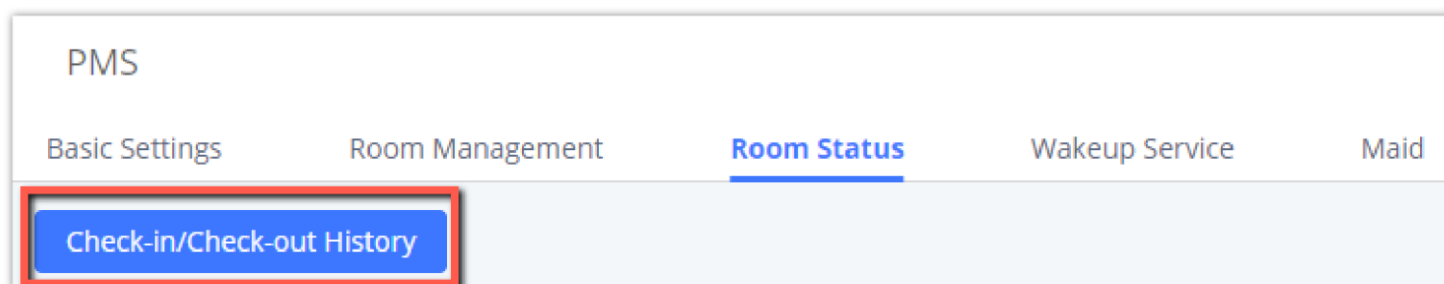 PMS
Basic Settings Room Management Room Status Wakeup Service Maid
Check-in/Check-out History